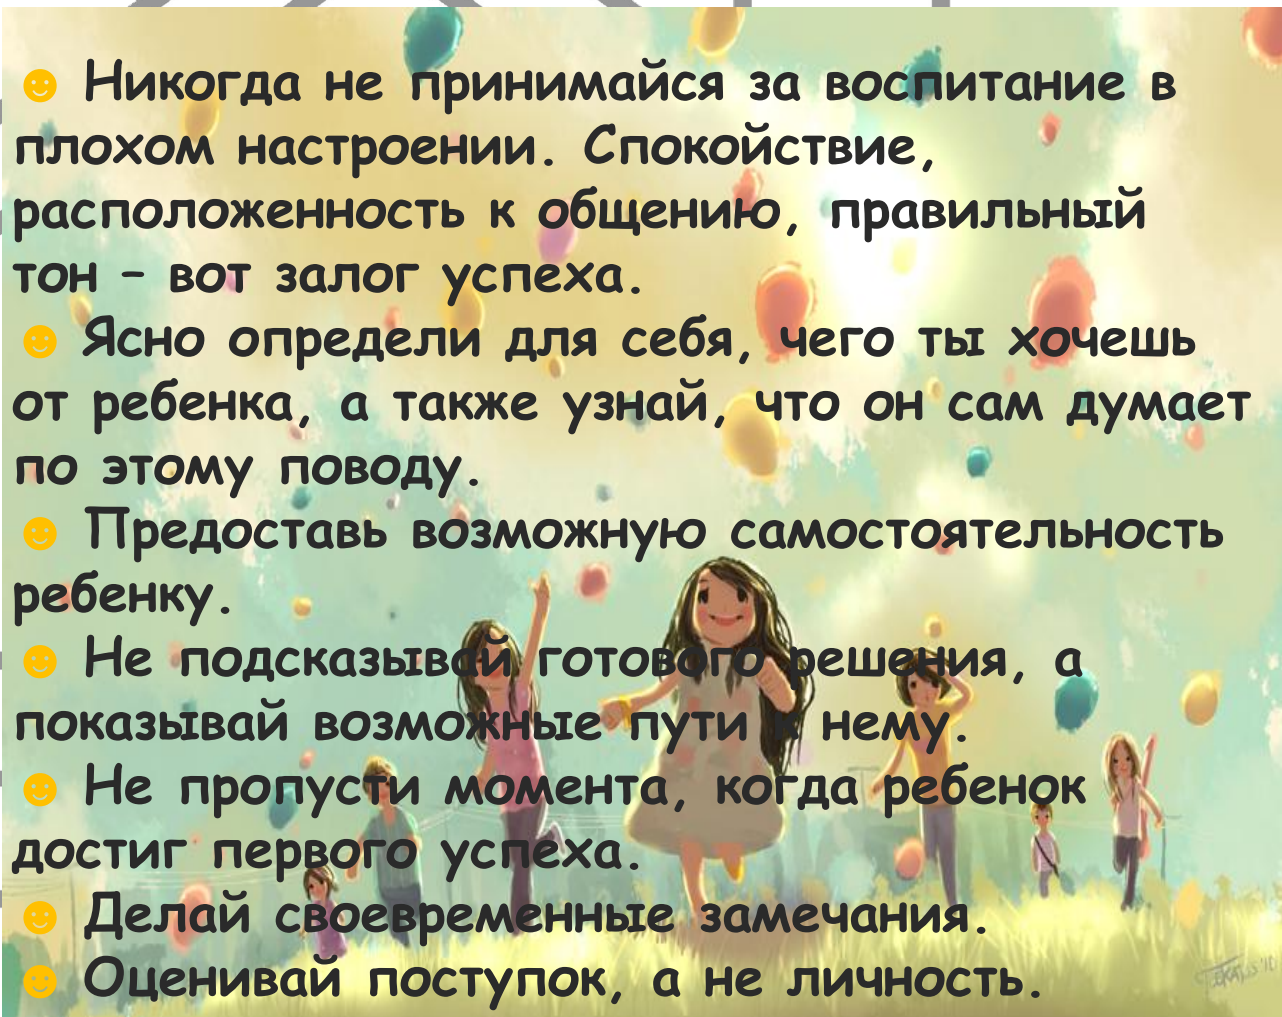 ☻ Никогда не принимайся за воспитание в
плохом настроении. Спокойствие,
расположенность к общению, правильный
тон – вот залог успеха.
☻ Ясно определи для себя, чего ты хочешь
от ребенка, а также узнай, что он сам думает
по этому поводу.
☻ Предоставь возможную самостоятельность
ребенку.
☻ Не подсказывай готового решения, а
показывай возможные пути к нему.
☻ Не пропусти момента, когда ребенок
достиг первого успеха.
☻ Делай своевременные замечания.
☻ Оценивай поступок, а не личность.